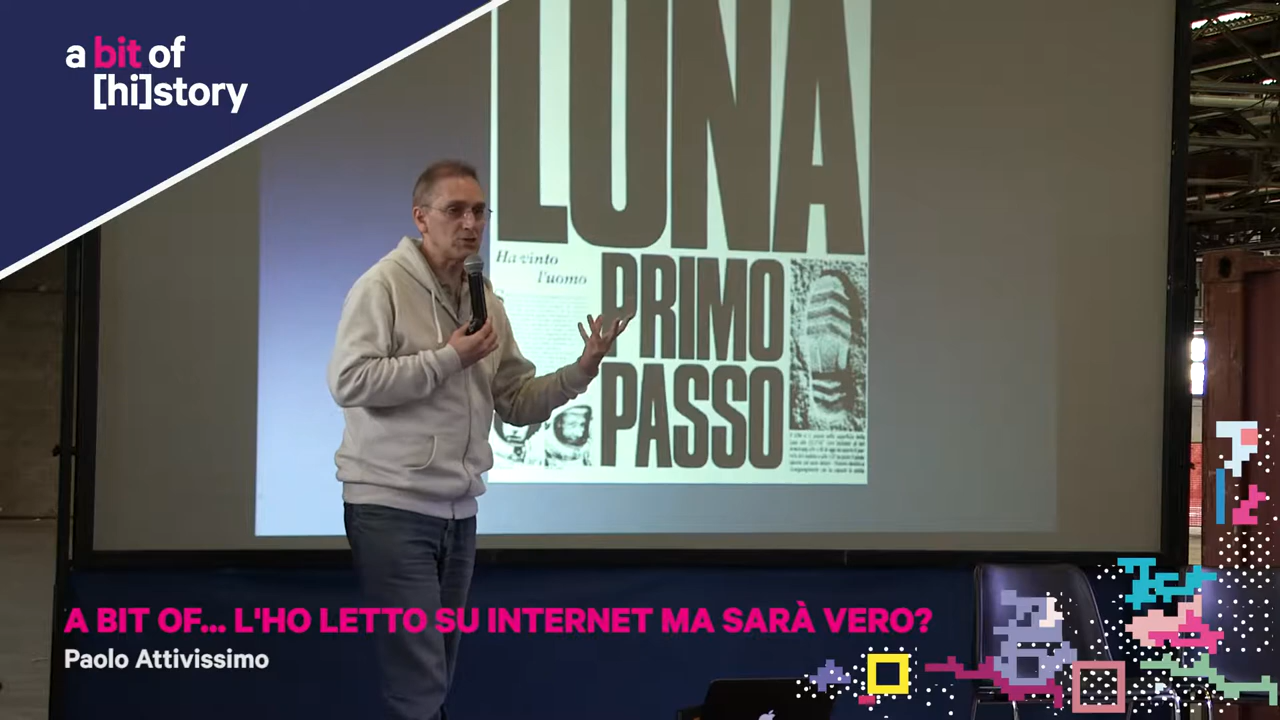 a bit of
[hi]story
LUNA
Ha vinto
l'uomo
PRIMO
PASSO
A BIT OF... L'HO LETTO SU INTERNET MA SARÀ VERO?
Paolo Attivissimo